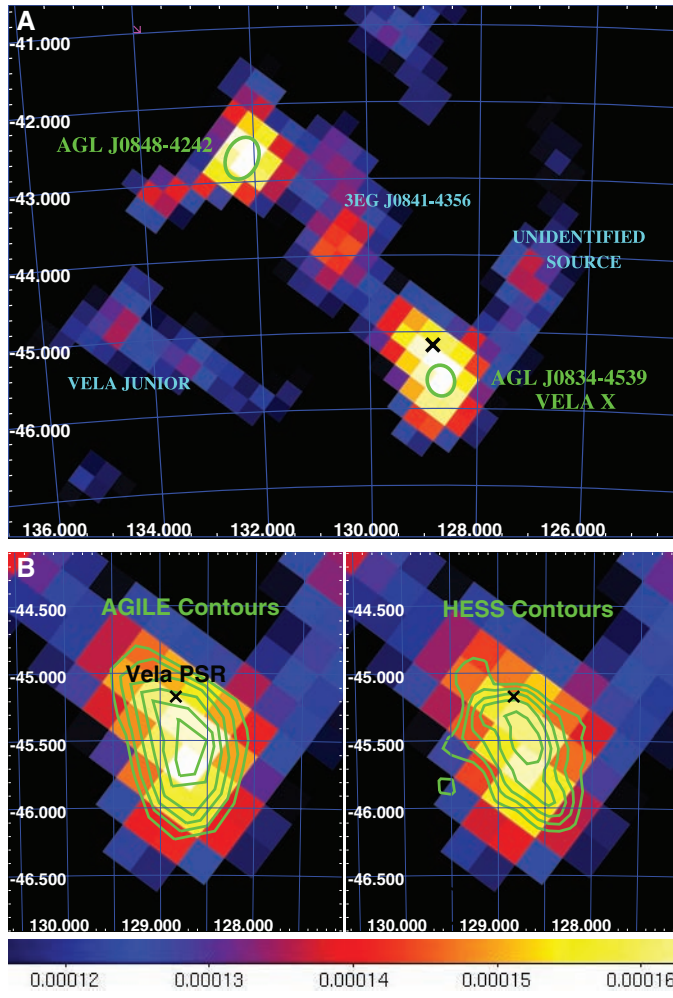 A
-41.000
-42.000
AGL J0848-4242
-43.000
3EG J0841-4356
UNIDENTIFIED
SOURCE
-44.000
-45.000
VELA JUNIOR
AGL J0834-4539
VELA X
-46.000
136.000 134.000 132.000 130.000 128.000 126.000
B
AGILE Contours
-44.500
Vela PSR
-45.000
-45.500
-46.000
-46.500
130.000 129.000 128.000
HESS Contours
-44.500
-45.000
-45.500
-46.000
-46.500
130.000 129.000 128.000
0.00012 0.00013 0.00014 0.00015 0.00016